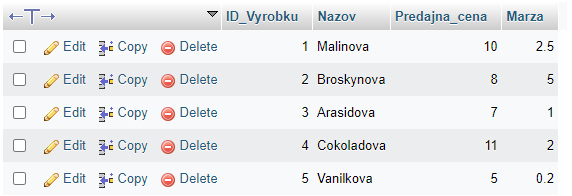 ID_Vyrobku Nazov Predajna_cena Marza
Edit Copy Delete 1 Malinova 10 2.5
Edit Copy Delete 2 Broskynova 8 5
Edit Copy Delete 3 Arasidova 7 1
Edit Copy Delete 4 Cokoladova 11 2
Edit Copy Delete 5 Vanilkova 5 0.2